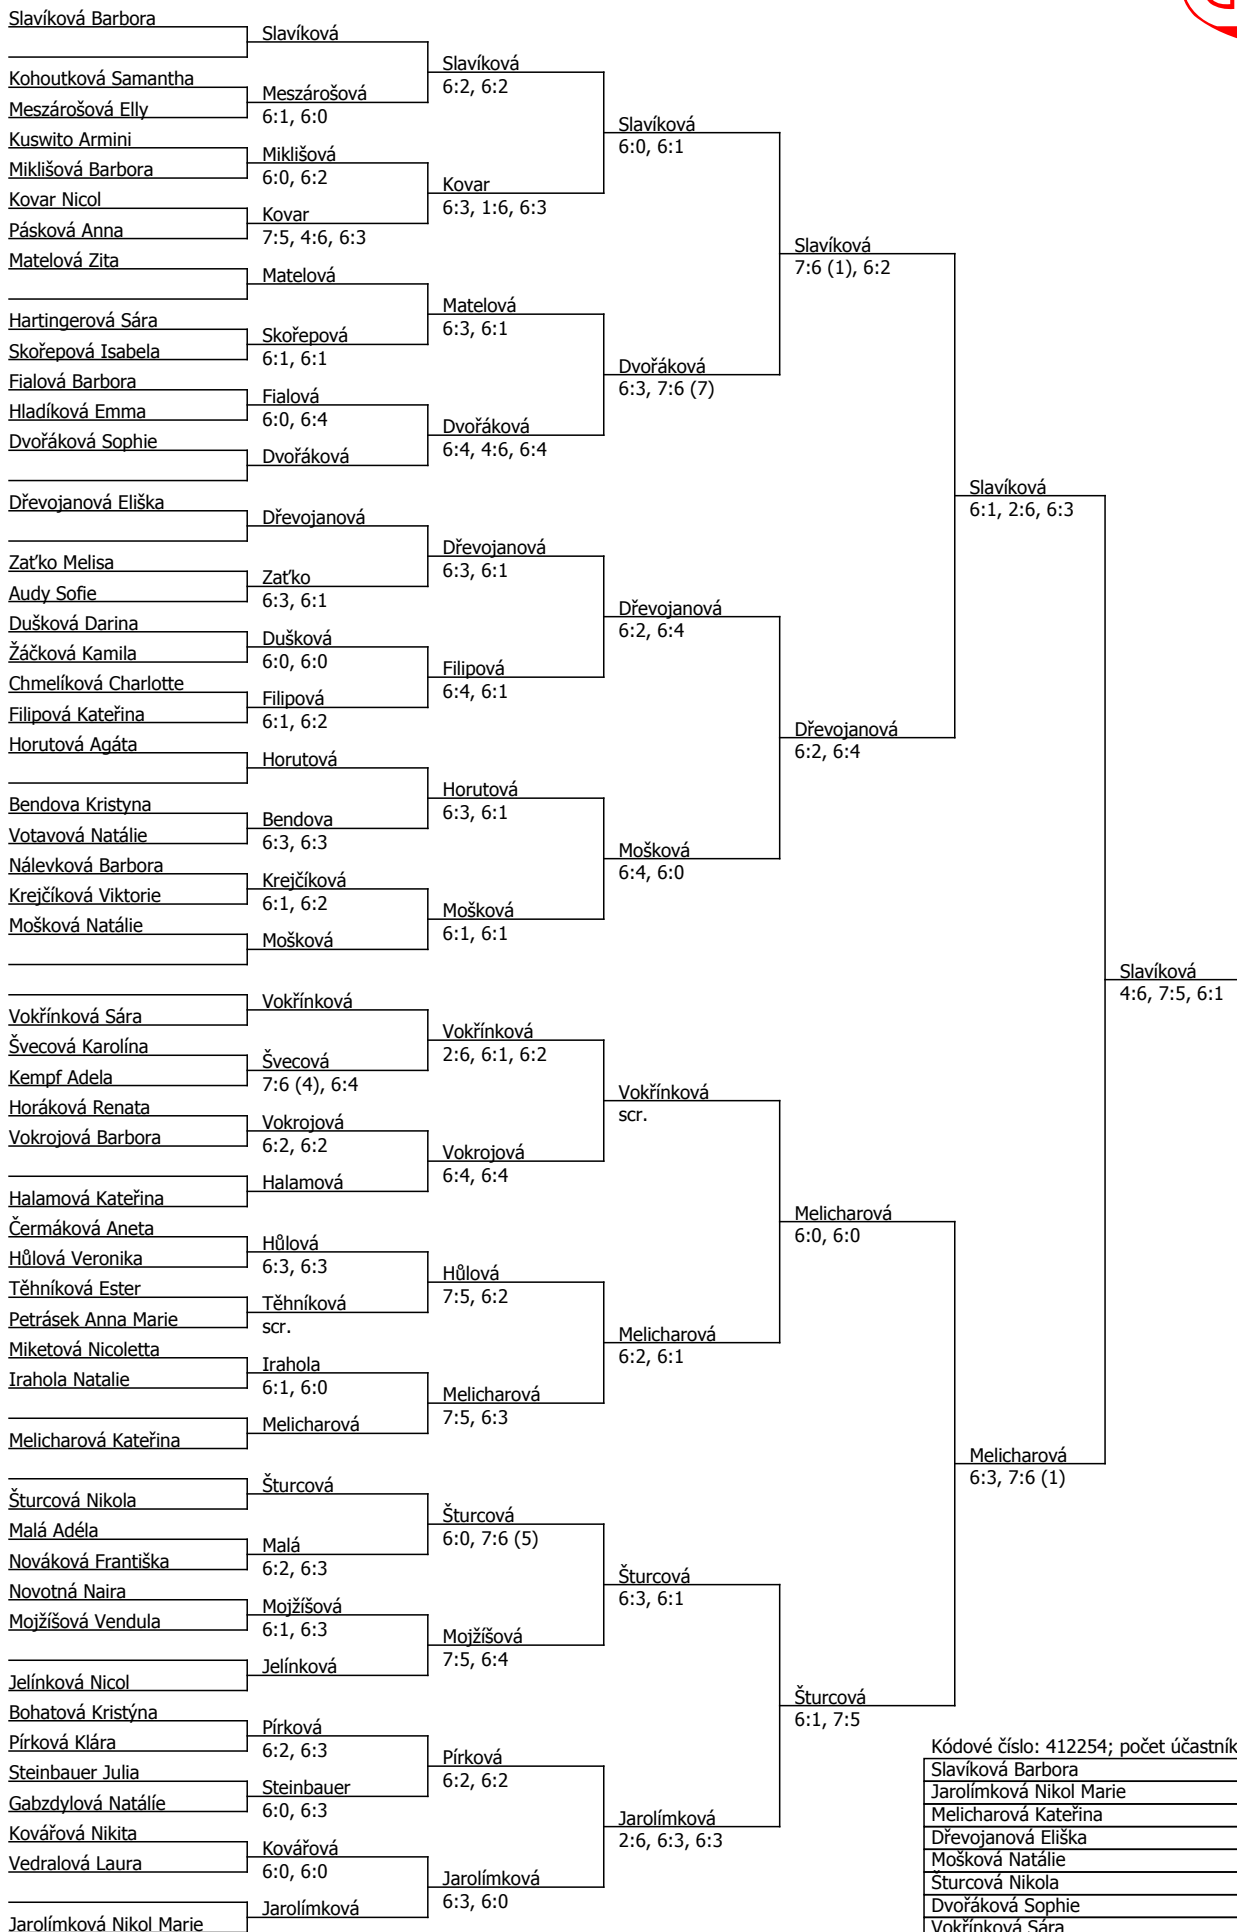 Slavíková Barbora
Kohoutková Samantha
Meszárošová Elly
Kuswito Armini
Miklišová Barbora
Kovar Nicol
Pásková Anna
Matelová Zita
Hartingerová Sára
Skořepová Isabela
Fialová Barbora
Hladíková Emma
Dvořáková Sophie
Dřevojanová Eliška
Zaťko Melisa
Audy Sofie
Dušková Darina
Žáčková Kamila
Chmelíková Charlotte
Filipová Kateřina
Horutová Agáta
Bendova Kristyna
Votavová Natálie
Nálevková Barbora
Krejčíková Viktorie
Mošková Natálie
Vokřínková Sára
Švecová Karolína
Kempf Adela
Horáková Renata
Vokrojová Barbora
Halamová Kateřina
Čermáková Aneta
Hůlová Veronika
Těhníková Ester
Petrásek Anna Marie
Miketová Nicoletta
Irahola Natalie
Melicharová Kateřina
Šturcová Nikola
Malá Adéla
Nováková Františka
Novotná Naira
Mojžíšová Vendula
Jelínková Nicol
Bohatová Kristýna
Pírková Klára
Steinbauer Julia
Gabzdylová Natálíe
Kovářová Nikita
Vedralová Laura
Jarolímková Nikol Marie
Slavíková
Meszárošová
6:1, 6:0
Miklišová
6:0, 6:2
Kovar
7:5, 4:6, 6:3
Matelová
Skořepová
6:1, 6:1
Fialová
6:0, 6:4
Dvořáková
Dřevojanová
Zaťko
6:3, 6:1
Dušková
6:0, 6:0
Filipová
6:1, 6:2
Horutová
Bendova
6:3, 6:3
Krejčíková
6:1, 6:2
Mošková
Vokřínková
Švecová
7:6 (4), 6:4
Vokrojová
6:2, 6:2
Halamová
Hůlová
6:3, 6:3
Těhníková
scr.
Irahola
6:1, 6:0
Melicharová
Šturcová
Malá
6:2, 6:3
Mojžíšová
6:1, 6:3
Jelínková
Pírková
6:2, 6:3
Steinbauer
6:0, 6:3
Kovářová
6:0, 6:0
Jarolímková
Slavíková
6:2, 6:2
Kovar
6:3, 1:6, 6:3
Matelová
6:3, 6:1
Dvořáková
6:4, 4:6, 6:4
Dřevojanová
6:3, 6:1
Filipová
6:4, 6:1
Horutová
6:3, 6:1
Mošková
6:1, 6:1
Vokřínková
2:6, 6:1, 6:2
Vokrojová
6:4, 6:4
Hůlová
7:5, 6:2
Melicharová
7:5, 6:3
Šturcová
6:0, 7:6 (5)
Mojžíšová
7:5, 6:4
Pírková
6:2, 6:2
Jarolímková
6:3, 6:0
Slavíková
6:0, 6:1
Dvořáková
6:3, 7:6 (7)
Dřevojanová
6:2, 6:4
Mošková
6:4, 6:0
Vokřínková
scr.
Melicharová
6:2, 6:1
Šturcová
6:3, 6:1
Jarolímková
2:6, 6:3, 6:3
Slavíková
7:6 (1), 6:2
Dřevojanová
6:2, 6:4
Melicharová
6:0, 6:0
Šturcová
6:1, 7:5
Slavíková
6:1, 2:6, 6:3
Melicharová
6:3, 7:6 (1)
Slavíková
4:6, 7:5, 6:1
Kódové číslo: 412254; počet účastník
Slavíková Barbora
Jarolímková Nikol Marie
Melicharová Kateřina
Dřevojanová Eliška
Mošková Natálie
Šturcová Nikola
Dvořáková Sophie
Vokřínková Sára